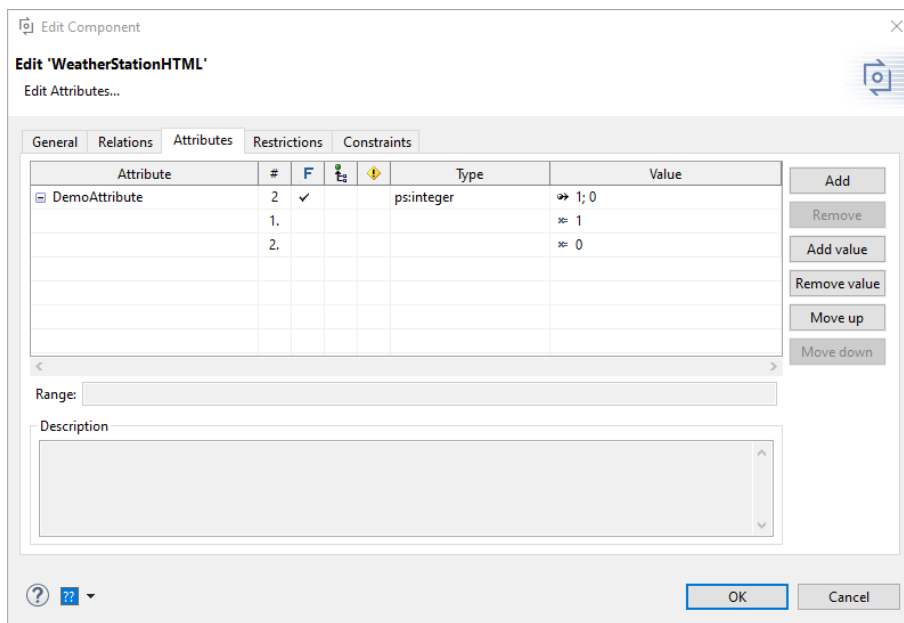 Edit Component
Edit 'WeatherStationHTML'
Edit Attributes...
General Relations Attributes Restrictions Constraints
Attribute # F Type Value
DemoAttribute 2 ps:integer 1; 0
1. 1
2. 0
Add
Remove
Add value
Remove value
Move up
Move down
Range:
Description
?? OK Cancel